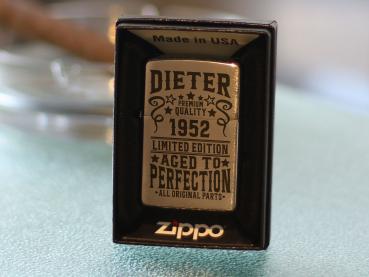 Made in USA
DIETER
PREMIUM
QUALITY
1952
LIMITED EDITION
AGED TO
PERFECTION
•ALL ORIGINAL PARTS•
zippo